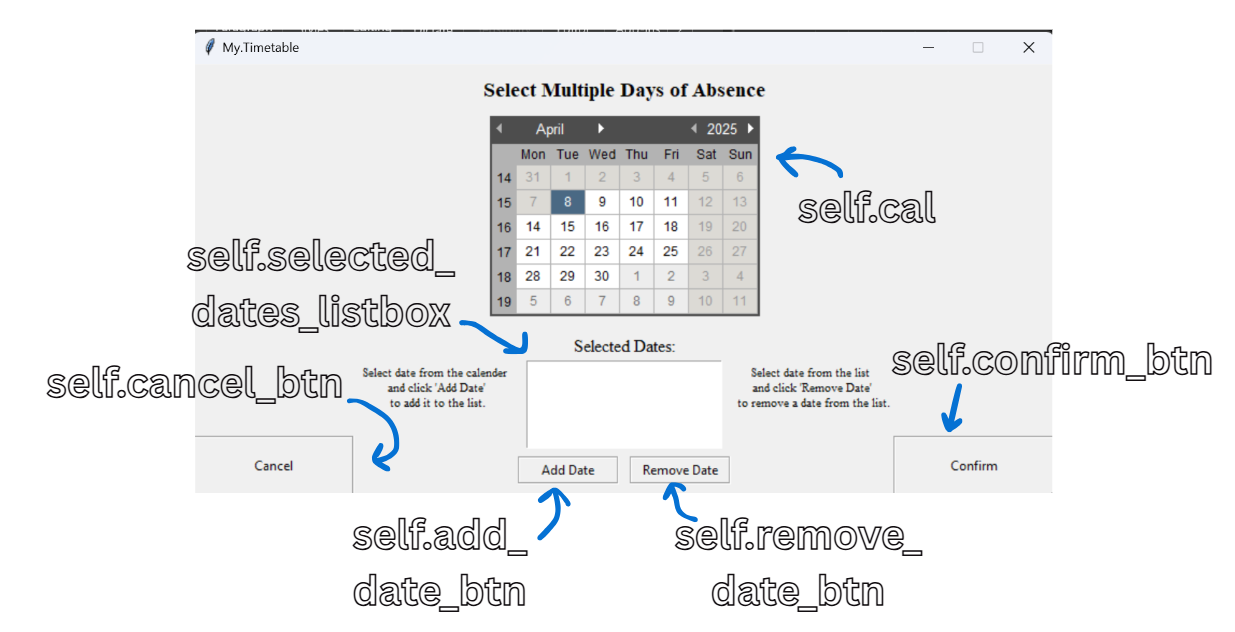 My.Timetable
Select Multiple Days of Absence
April 2025
Mon Tue Wed Thu Fri Sat Sun
14 31 1 2 3 4 5 6
15 7 8 9 10 11 12 13
16 14 15 16 17 18 19 20
17 21 22 23 24 25 26 27
18 28 29 30 1 2 3 4
19 5 6 7 8 9 10 11
self.cal
self.selected_
dates_listbox
Selected Dates:
self.confirm_btn
self.cancel_btn
Select date from the calender
and click 'Add Date'
to add it to the list.
Select date from the list
and click 'Remove Date'
to remove a date from the list.
Cancel
Add Date
Remove Date
Confirm
self.add_
date_btn
self.remove_
date_btn